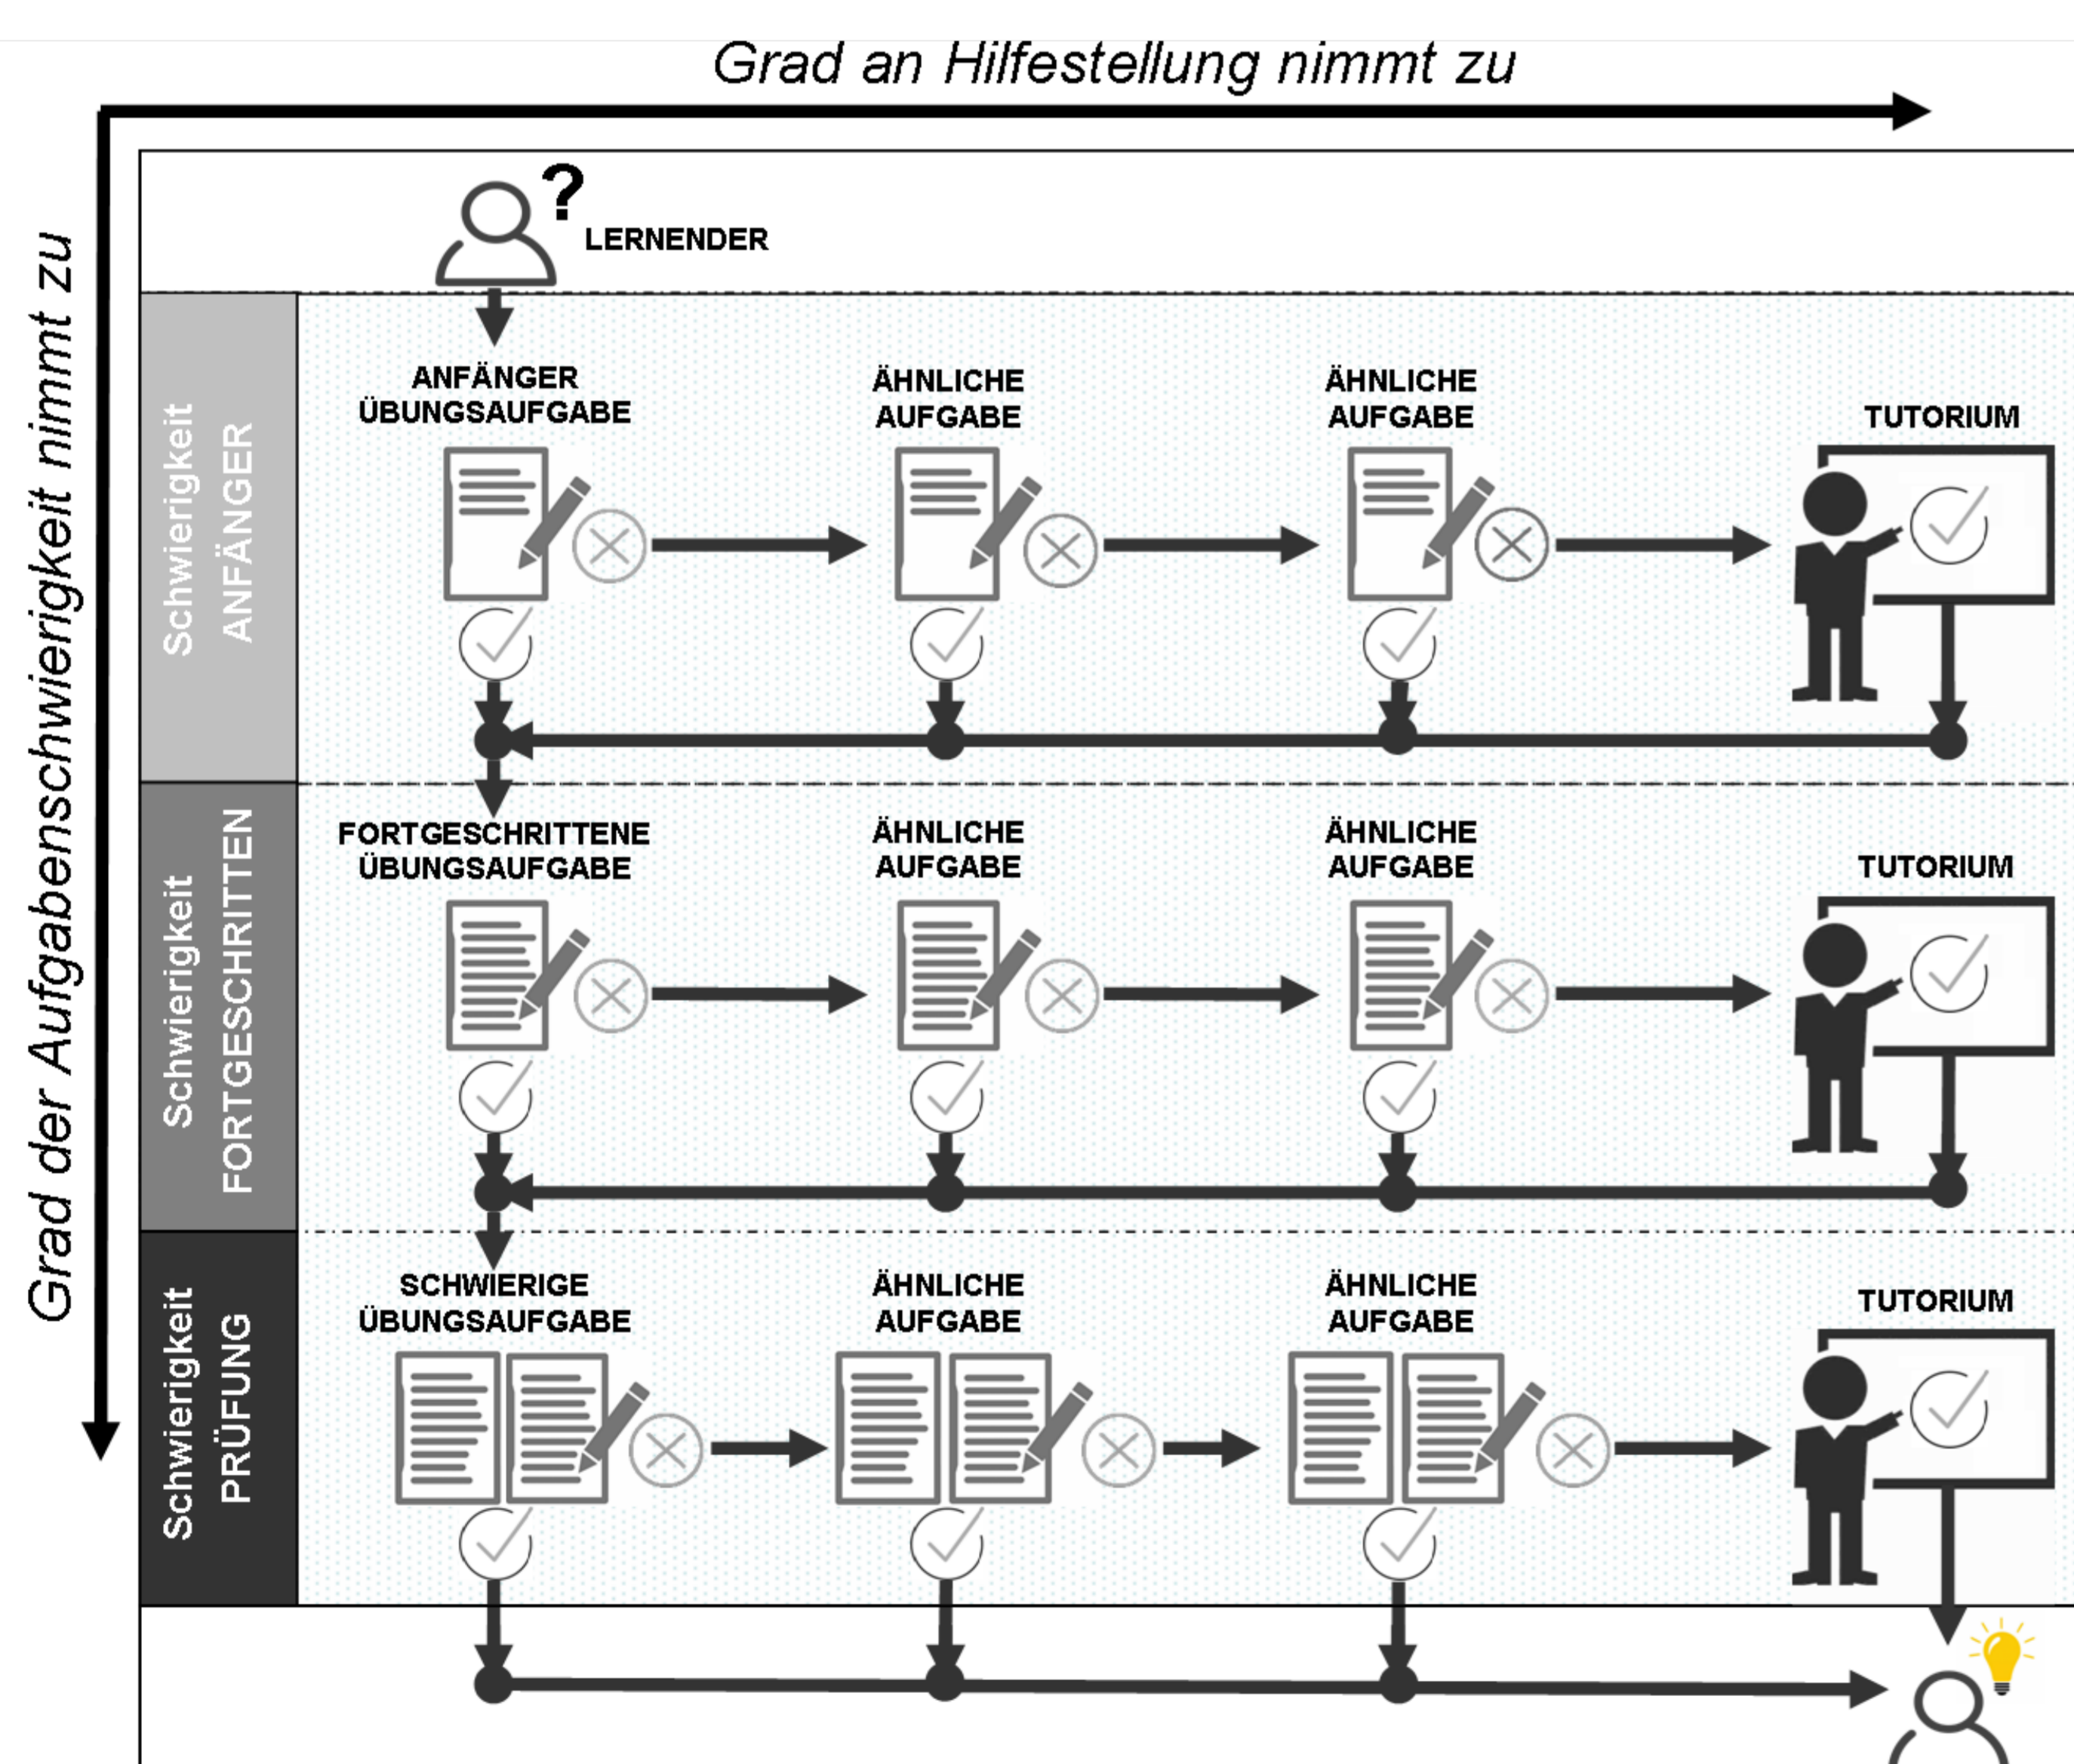 Grad an Hilfestellung nimmt zu
Grad der Aufgabenschwierigkeit nimmt zu
?
LERNENDER
Schwierigkeit
ANFÄNGER
ANFÄNGER
ÜBUNGSAUFGABE
ÄHNLICHE
AUFGABE
ÄHNLICHE
AUFGABE
TUTORIUM
Schwierigkeit
FORTGESCHRITTEN
FORTGESCHRITTENE
ÜBUNGSAUFGABE
ÄHNLICHE
AUFGABE
ÄHNLICHE
AUFGABE
TUTORIUM
Schwierigkeit
PRÜFUNG
SCHWIERIGE
ÜBUNGSAUFGABE
ÄHNLICHE
AUFGABE
ÄHNLICHE
AUFGABE
TUTORIUM